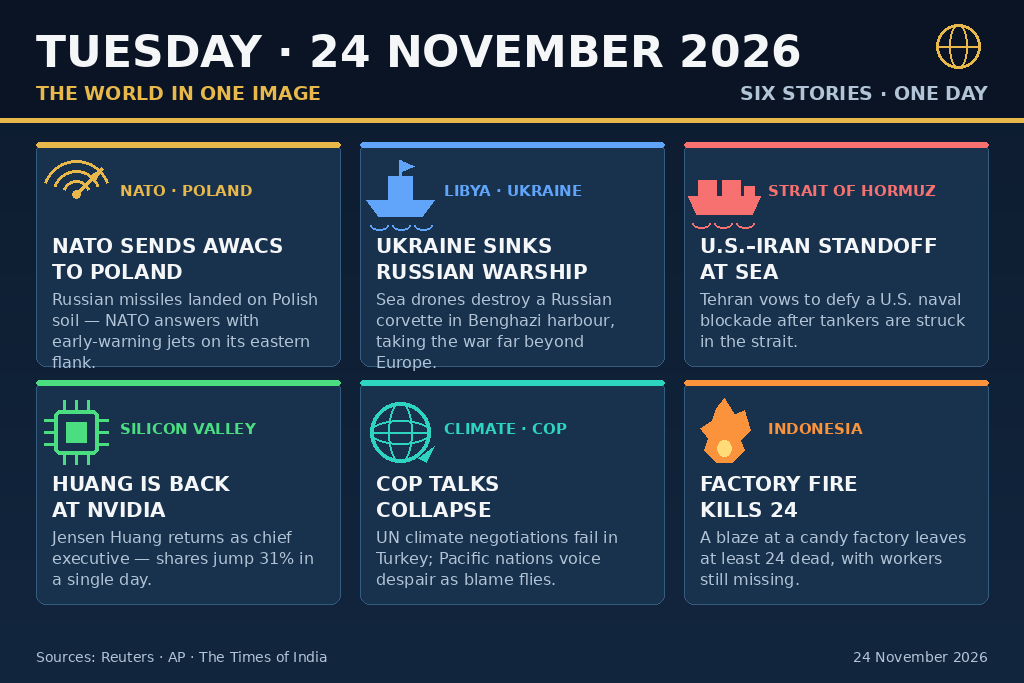 TUESDAY · 24 NOVEMBER 2026
THE WORLD IN ONE IMAGE
SIX STORIES · ONE DAY
NATO · POLAND
NATO SENDS AWACS
TO POLAND
Russian missiles landed on Polish
soil — NATO answers with
early-warning jets on its eastern
flank.
LIBYA · UKRAINE
UKRAINE SINKS
RUSSIAN WARSHIP
Sea drones destroy a Russian
corvette in Benghazi harbour,
taking the war far beyond
Europe.
STRAIT OF HORMUZ
U.S.–IRAN STANDOFF
AT SEA
Tehran vows to defy a U.S. naval
blockade after tankers are struck
in the strait.
SILICON VALLEY
HUANG IS BACK
AT NVIDIA
Jensen Huang returns as chief
executive — shares jump 31% in
a single day.
CLIMATE · COP
COP TALKS
COLLAPSE
UN climate negotiations fail in
Turkey; Pacific nations voice
despair as blame flies.
INDONESIA
FACTORY FIRE
KILLS 24
A blaze at a candy factory leaves
at least 24 dead, with workers
still missing.
Sources: Reuters · AP · The Times of India
24 November 2026